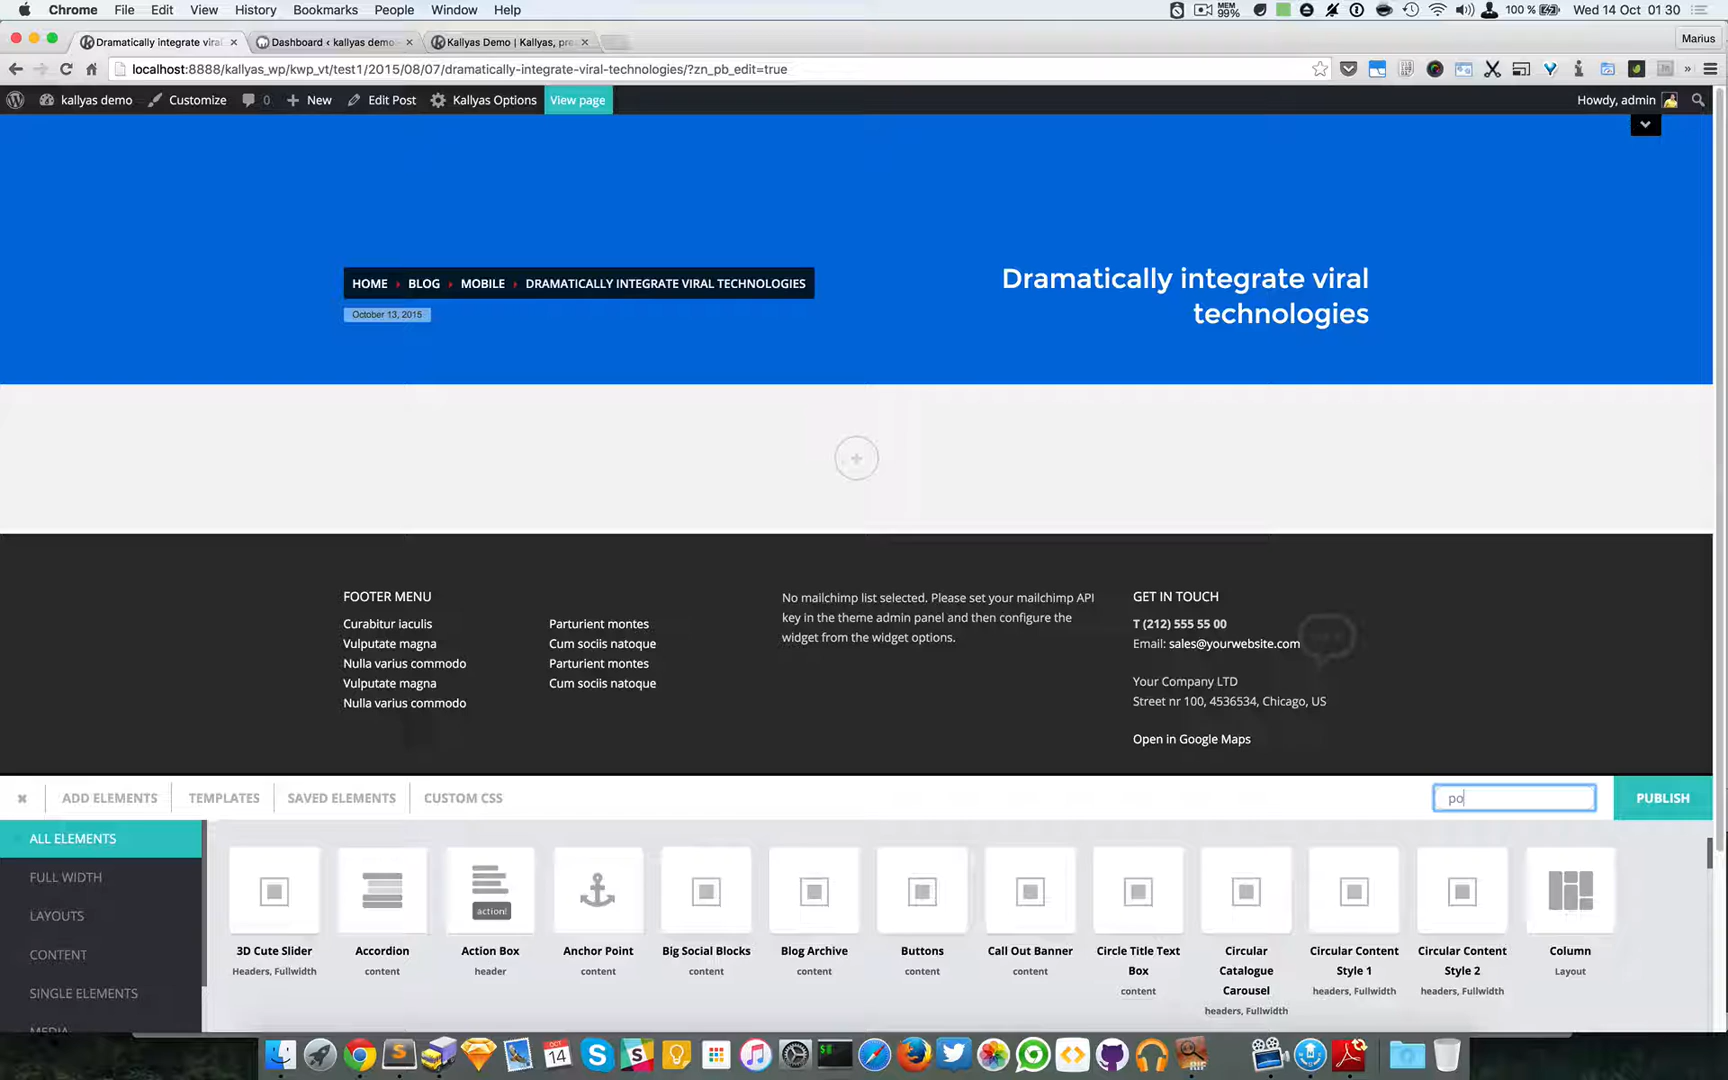 Chrome File Edit View History Bookmarks People Window Help
MEM 99% 100 % Wed 14 Oct 01:30
Dramatically integrate viral
Dashboard ‹ kallyas demo
Kallyas Demo | Kallyas, pre
Marius
localhost:8888/kallyas_wp/kwp_vt/test1/2015/08/07/dramatically-integrate-viral-technologies/?zn_pb_edit=true
kallyas demo Customize 0 New Edit Post Kallyas Options View page Howdy, admin
HOME BLOG MOBILE DRAMATICALLY INTEGRATE VIRAL TECHNOLOGIES
October 13, 2015
Dramatically integrate viral
technologies
FOOTER MENU
Curabitur iaculis
Vulputate magna
Nulla varius commodo
Vulputate magna
Nulla varius commodo
Parturient montes
Cum sociis natoque
Parturient montes
Cum sociis natoque
No mailchimp list selected. Please set your mailchimp API
key in the theme admin panel and then configure the
widget from the widget options.
GET IN TOUCH
T (212) 555 55 00
Email: sales@yourwebsite.com
Your Company LTD
Street nr 100, 4536534, Chicago, US
Open in Google Maps
ADD ELEMENTS TEMPLATES SAVED ELEMENTS CUSTOM CSS po PUBLISH
ALL ELEMENTS
FULL WIDTH
LAYOUTS
CONTENT
SINGLE ELEMENTS
MEDIA
3D Cute Slider
Headers, Fullwidth
Accordion
content
action!
Action Box
header
Anchor Point
content
Big Social Blocks
content
Blog Archive
content
Buttons
content
Call Out Banner
content
Circle Title Text
Box
content
Circular
Catalogue
Carousel
headers, Fullwidth
Circular Content
Style 1
headers, Fullwidth
Circular Content
Style 2
headers, Fullwidth
Column
Layout
OCT
14